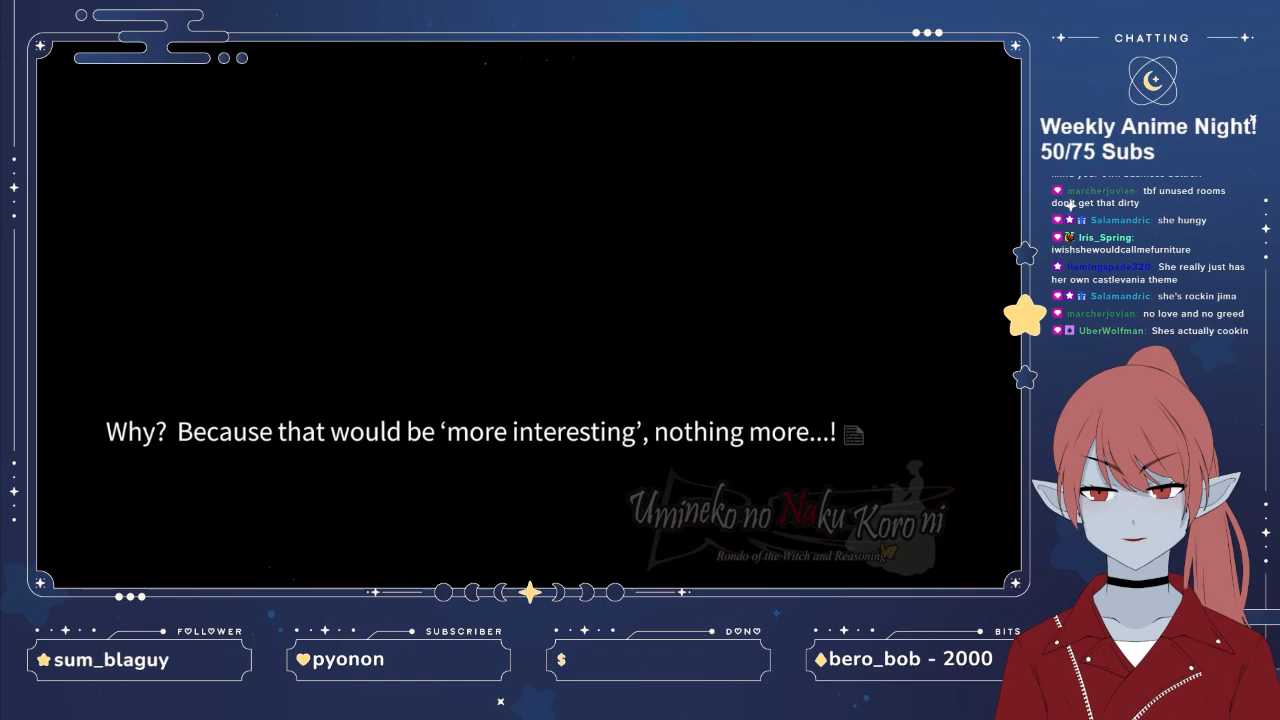 CHATTING
Weekly Anime Night!
50/75 Subs
marcherjovian: tbf unused rooms
don't get that dirty
Salamandric: she hungy
Iris_Spring:
iwishshewouldcallmefurniture
flamingspade320: She really just has
her own castlevania theme
Salamandric: she's rockin jima
marcherjovian: no love and no greed
UberWolfman: Shes actually cookin
Why? Because that would be ‘more interesting’, nothing more...!
Umineko no Naku Koro ni
Rondo of the Witch and Reasoning
FOLLOWER
sum_blaguy
SUBSCRIBER
pyonon
DONO
$
BITS
bero_bob - 2000